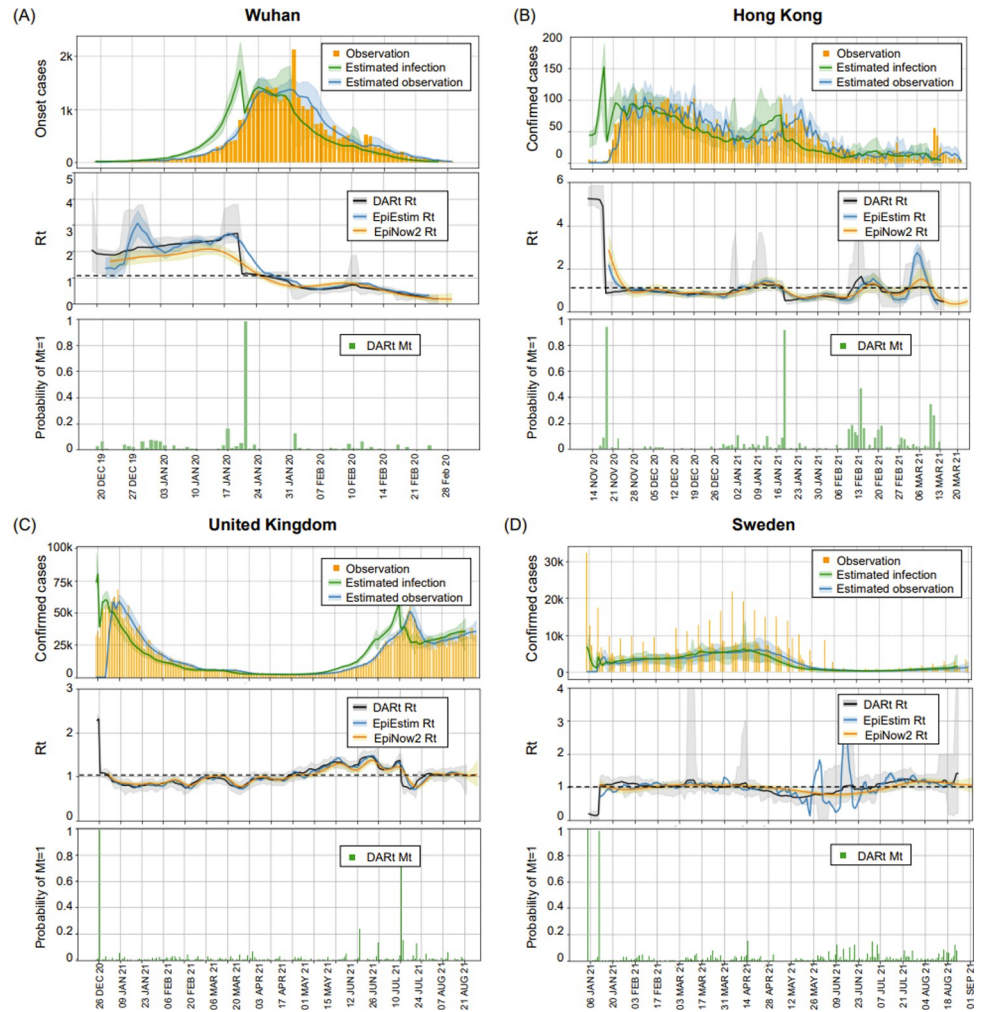 (A)
Wuhan
Onset cases
2k
1k
0
Observation
Estimated infection
Estimated observation
Rt
5
4
3
2
1
0
DARt Rt
EpiEstim Rt
EpiNow2 Rt
Probability of Mt=1
1
0.8
0.6
0.4
0.2
0
DARt Mt
20 DEC 19
27 DEC 19
03 JAN 20
10 JAN 20
17 JAN 20
24 JAN 20
31 JAN 20
07 FEB 20
14 FEB 20
21 FEB 20
28 Feb 20
(B)
Hong Kong
Confirmed cases
200
150
100
50
0
Observation
Estimated infection
Estimated observation
Rt
6
4
2
0
DARt Rt
EpiEstim Rt
EpiNow2 Rt
Probability of Mt=1
1
0.8
0.6
0.4
0.2
0
DARt Mt
14 NOV 20
21 NOV 20
28 NOV 20
05 DEC 20
12 DEC 20
19 DEC 20
26 DEC 20
02 JAN 21
09 JAN 21
16 JAN 21
23 JAN 21
30 JAN 21
06 FEB 21
13 FEB 21
20 FEB 21
27 FEB 21
06 MAR 21
13 MAR 21
20 MAR 21
(C)
United Kingdom
Confirmed cases
100k
75k
50k
25k
0
Observation
Estimated infection
Estimated observation
Rt
3
2
1
0
DARt Rt
EpiEstim Rt
EpiNow2 Rt
Probability of Mt=1
1
0.8
0.6
0.4
0.2
0
DARt Mt
26 DEC 20
09 JAN 21
23 JAN 21
06 FEB 21
20 FEB 21
06 MAR 21
20 MAR 21
03 APR 21
17 APR 21
01 MAY 21
15 MAY 21
12 JUN 21
26 JUN 21
10 JUL 21
24 JUL 21
07 AUG 21
21 AUG 21
(D)
Sweden
Confirmed cases
30k
20k
10k
0
Observation
Estimated infection
Estimated observation
Rt
4
3
2
1
0
DARt Rt
EpiEstim Rt
EpiNow2 Rt
Probability of Mt=1
1
0.8
0.6
0.4
0.2
0
DARt Mt
06 JAN 21
20 JAN 21
03 FEB 21
17 FEB 21
03 MAR 21
17 MAR 21
31 MAR 21
14 APR 21
28 APR 21
12 MAY 21
26 MAY 21
09 JUN 21
23 JUN 21
07 JUL 21
21 JUL 21
04 AUG 21
18 AUG 21
01 SEP 21